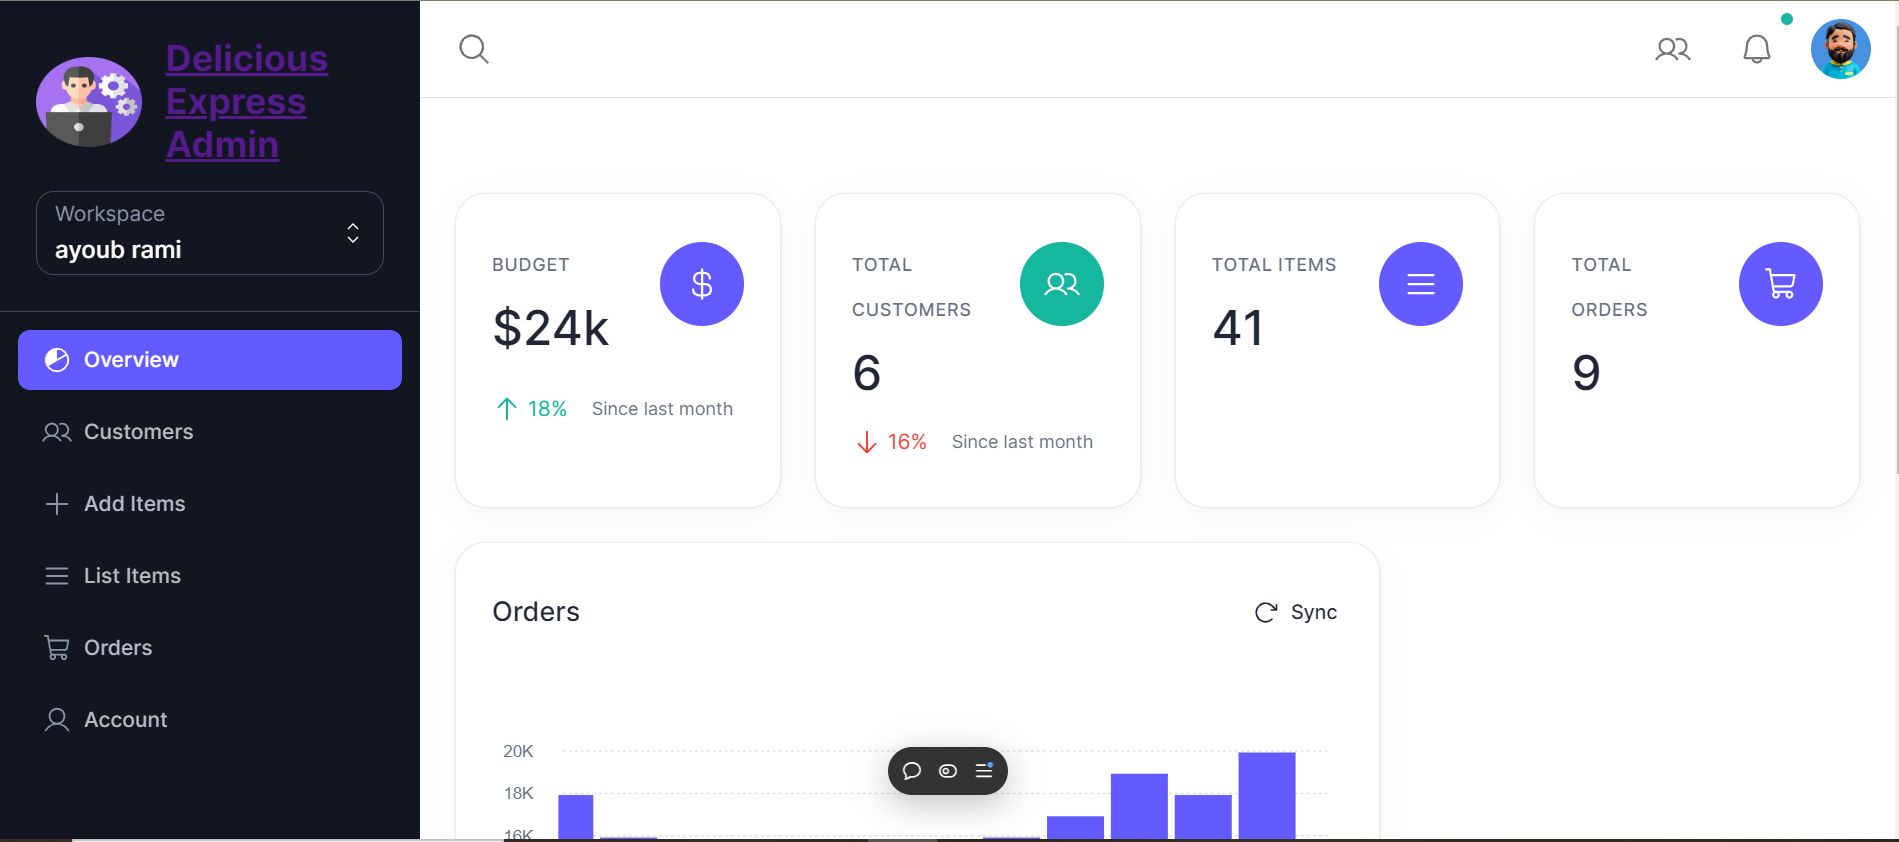 Delicious
Express
Admin
Workspace
ayoub rami
Overview
Customers
Add Items
List Items
Orders
Account
BUDGET
$24k
18% Since last month
TOTAL
CUSTOMERS
6
16% Since last month
TOTAL ITEMS
41
TOTAL
ORDERS
9
Orders
Sync
20K
18K
16K